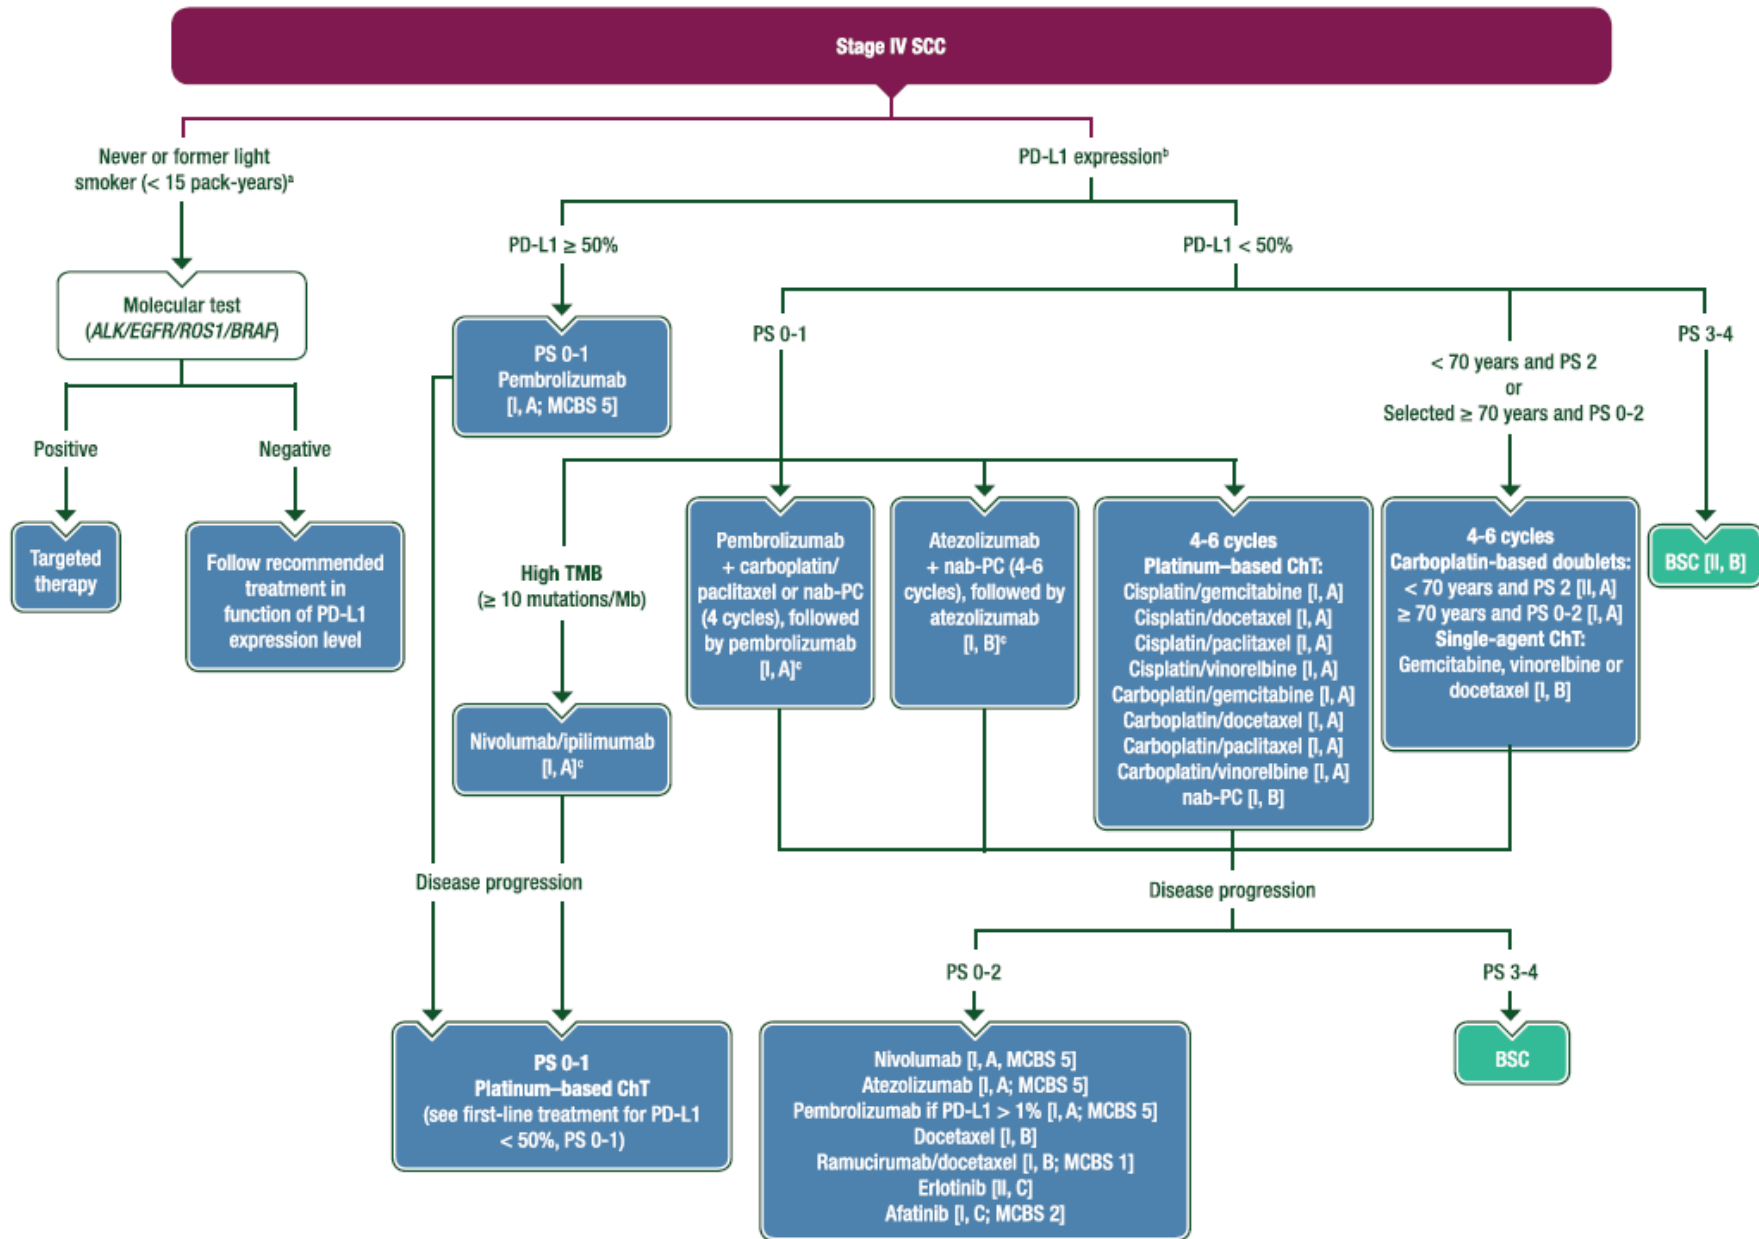 Stage IV SCC
Never or former light
smoker (< 15 pack-years)ᵃ
PD-L1 expressionᵇ
PD-L1 ≥ 50%
PD-L1 < 50%
Molecular test
(ALK/EGFR/ROS1/BRAF)
Positive
Negative
Targeted
therapy
Follow recommended
treatment in
function of PD-L1
expression level
PS 0-1
Pembrolizumab
[I, A; MCBS 5]
PS 0-1
< 70 years and PS 2
or
Selected ≥ 70 years and PS 0-2
PS 3-4
High TMB
(≥ 10 mutations/Mb)
Nivolumab/ipilimumab
[I, A]ᶜ
Pembrolizumab
+ carboplatin/
paclitaxel or nab-PC
(4 cycles), followed
by pembrolizumab
[I, A]ᶜ
Atezolizumab
+ nab-PC (4-6
cycles), followed by
atezolizumab
[I, B]ᶜ
4-6 cycles
Platinum–based ChT:
Cisplatin/gemcitabine [I, A]
Cisplatin/docetaxel [I, A]
Cisplatin/paclitaxel [I, A]
Cisplatin/vinorelbine [I, A]
Carboplatin/gemcitabine [I, A]
Carboplatin/docetaxel [I, A]
Carboplatin/paclitaxel [I, A]
Carboplatin/vinorelbine [I, A]
nab-PC [I, B]
4-6 cycles
Carboplatin-based doublets:
< 70 years and PS 2 [II, A]
≥ 70 years and PS 0-2 [I, A]
Single-agent ChT:
Gemcitabine, vinorelbine or
docetaxel [I, B]
BSC [II, B]
Disease progression
Disease progression
PS 0-2
PS 3-4
PS 0-1
Platinum–based ChT
(see first-line treatment for PD-L1
< 50%, PS 0-1)
Nivolumab [I, A, MCBS 5]
Atezolizumab [I, A; MCBS 5]
Pembrolizumab if PD-L1 > 1% [I, A; MCBS 5]
Docetaxel [I, B]
Ramucirumab/docetaxel [I, B; MCBS 1]
Erlotinib [II, C]
Afatinib [I, C; MCBS 2]
BSC